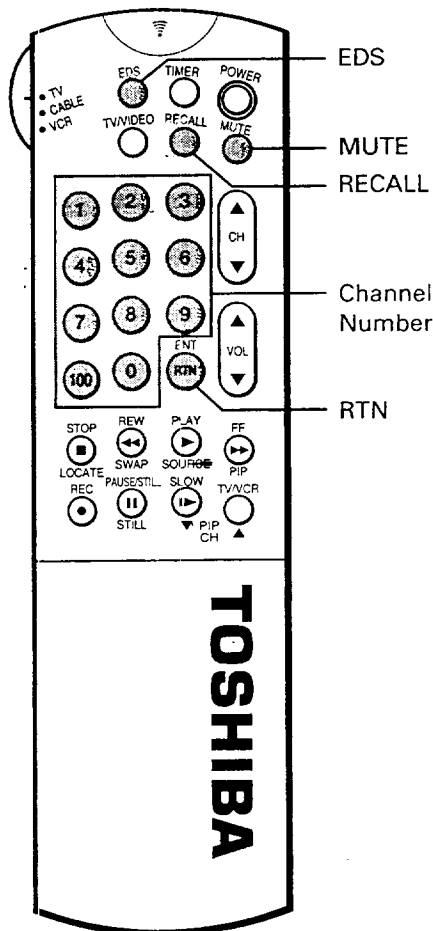 EDS
EDS TIMER POWER
• TV
• CABLE
• VCR
TV/VIDEO RECALL MUTE
MUTE
RECALL
1 2 3
CH
4 5 6
Channel
Number
7 8 9
VOL
ENT
100 0 RTN
RTN
STOP REW PLAY FF
LOCATE SWAP SOURCE PIP
REC PAUSE/STILL SLOW TV/VCR
STILL PIP
CH
TOSHIBA